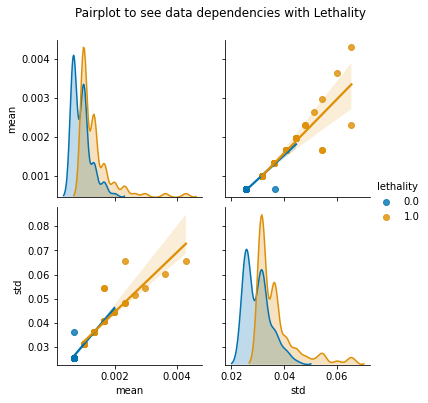 Pairplot to see data dependencies with Lethality
0.004
0.003
0.002
0.001
mean
lethality
0.0
1.0
0.08
0.07
0.06
0.05
0.04
0.03
std
0.002
0.004
mean
0.02
0.04
0.06
std